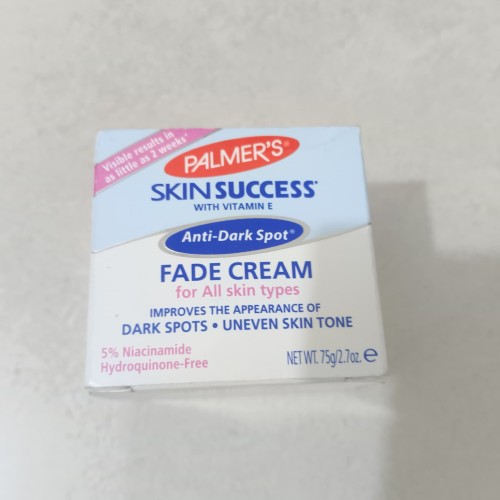 Visible results in
as little as 2 weeks*
PALMER'S®
SKIN SUCCESS®
WITH VITAMIN E
Anti-Dark Spot®
FADE CREAM
for All skin types
IMPROVES THE APPEARANCE OF
DARK SPOTS • UNEVEN SKIN TONE
5% Niacinamide
Hydroquinone-Free
NET WT. 75g/2.7oz. ℮